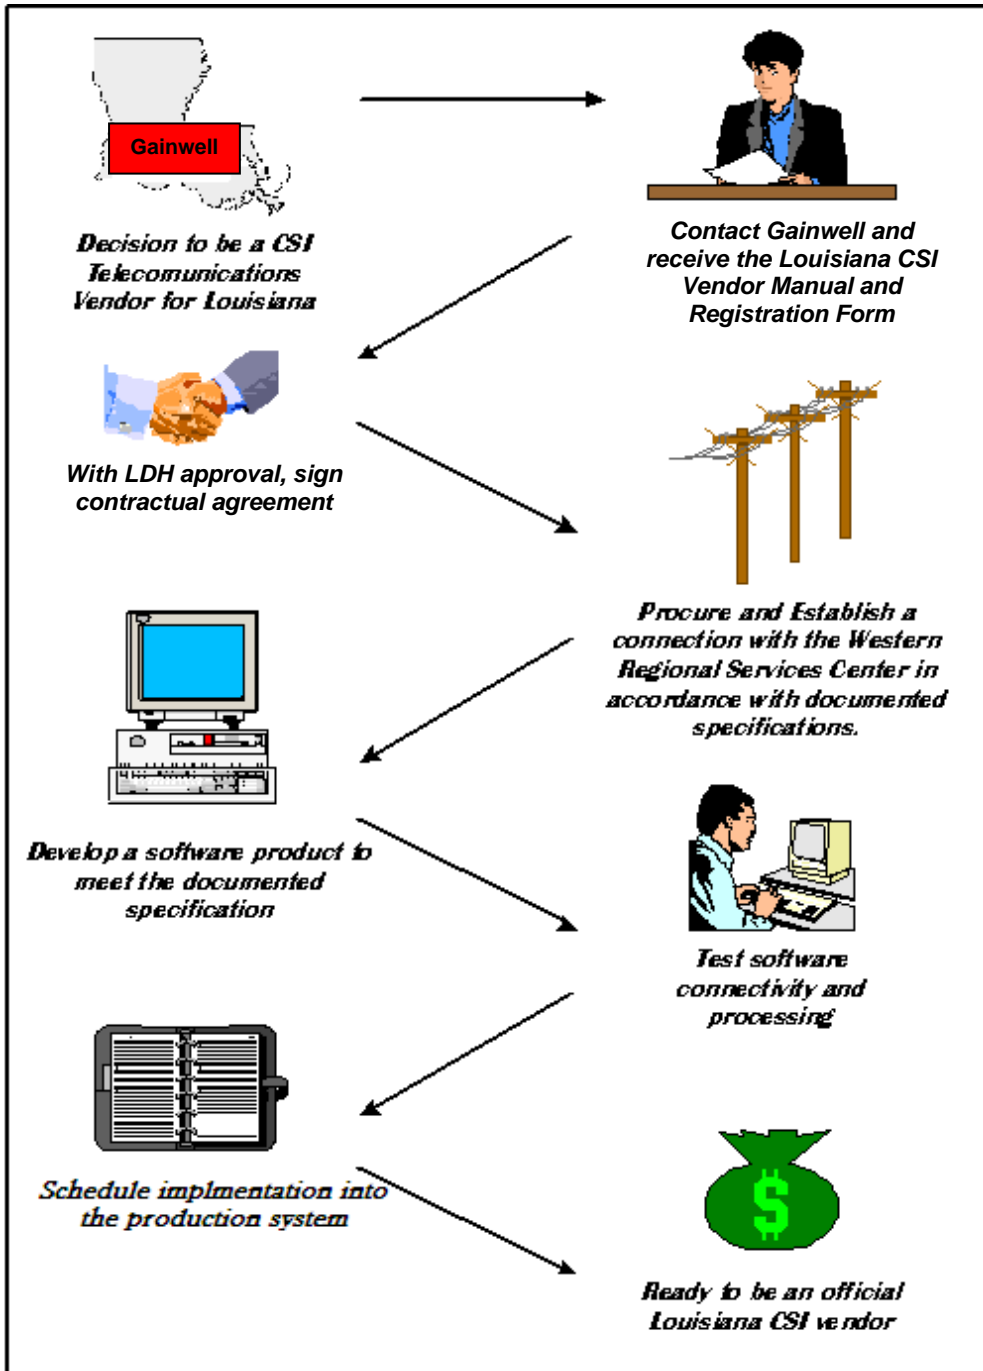 Gainwell
Decision to be a CSI
Telecomunications
Vendor for Louisiana
Contact Gainwell and
receive the Louisiana CSI
Vendor Manual and
Registration Form
With LDH approval, sign
contractual agreement
Procure and Establish a
connection with the Western
Regional Services Center in
accordance with documented
specifications.
Develop a software product to
meet the documented
specification
Test software
connectivity and
processing
Schedule implmentation into
the production system
$
Ready to be an official
Louisiana CSI vendor